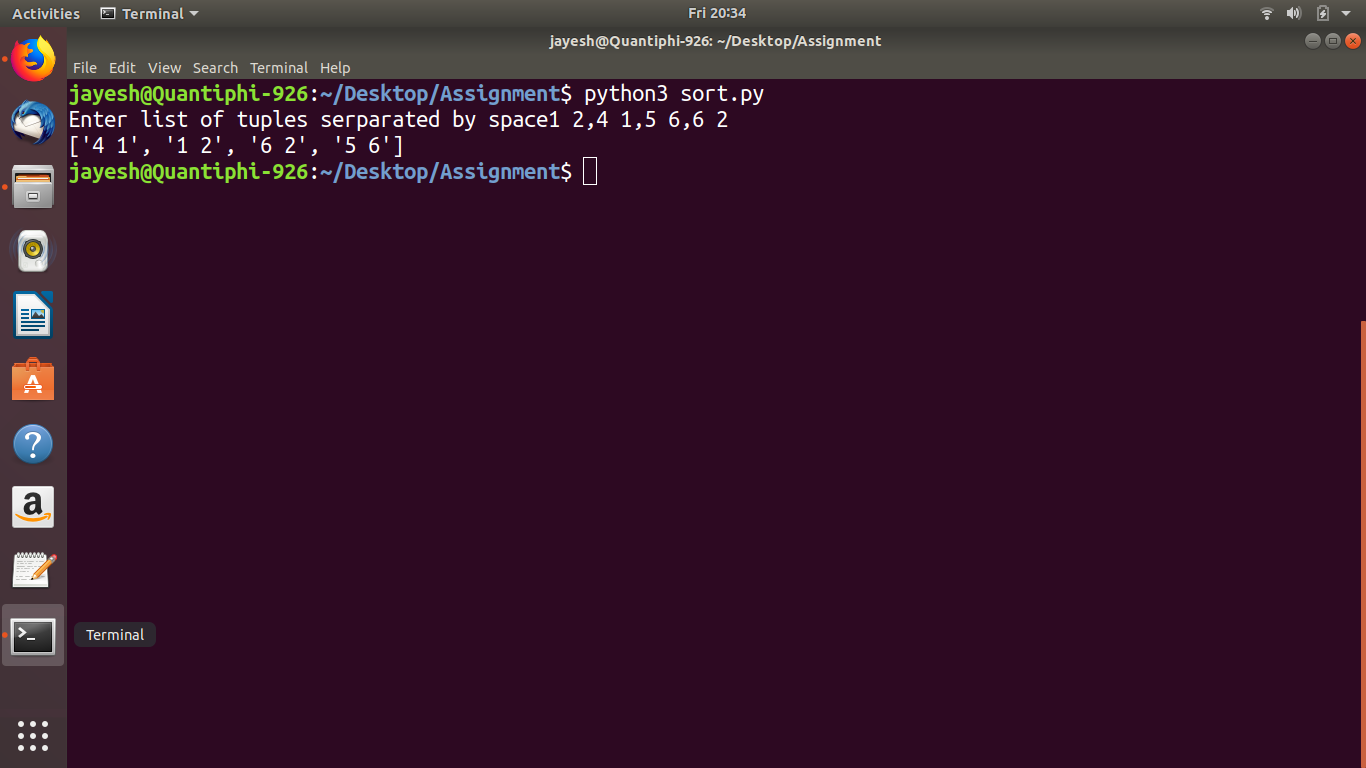 Activities Terminal Fri 20:34
jayesh@Quantiphi-926: ~/Desktop/Assignment
File Edit View Search Terminal Help
jayesh@Quantiphi-926:~/Desktop/Assignment$ python3 sort.py
Enter list of tuples serparated by space1 2,4 1,5 6,6 2
['4 1', '1 2', '6 2', '5 6']
jayesh@Quantiphi-926:~/Desktop/Assignment$
Terminal